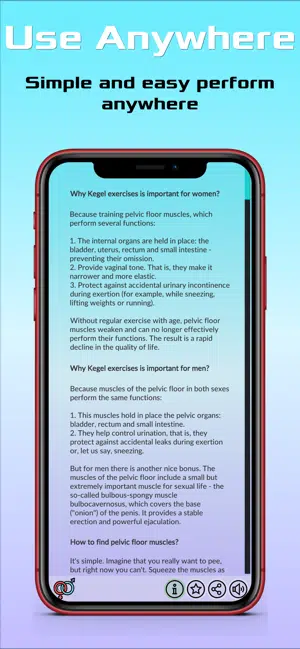 Use Anywhere
Simple and easy perform
anywhere
Why Kegel exercises is important for women?
Because training pelvic floor muscles, which
perform several functions:
1. The internal organs are held in place: the
bladder, uterus, rectum and small intestine -
preventing their omission.
2. Provide vaginal tone. That is, they make it
narrower and more elastic.
3. Protect against accidental urinary incontinence
during exertion (for example, while sneezing,
lifting weights or running).
Without regular exercise with age, pelvic floor
muscles weaken and can no longer effectively
perform their functions. The result is a rapid
decline in the quality of life.
Why Kegel exercises is important for men?
Because muscles of the pelvic floor in both sexes
perform the same functions:
1. This muscles hold in place the pelvic organs:
bladder, rectum and small intestine.
2. They help control urination, that is, they
protect against accidental leaks during exertion
or, let us say, sneezing.
But for men there is another nice bonus. The
muscles of the pelvic floor include a small but
extremely important muscle for sexual life - the
so-called bulbous-spongy muscle
bulbocavernosus, which covers the base
("onion") of the penis. It provides a stable
erection and powerful ejaculation.
How to find pelvic floor muscles?
It's simple. Imagine that you really want to pee,
but right now you can't. Squeeze the muscles as